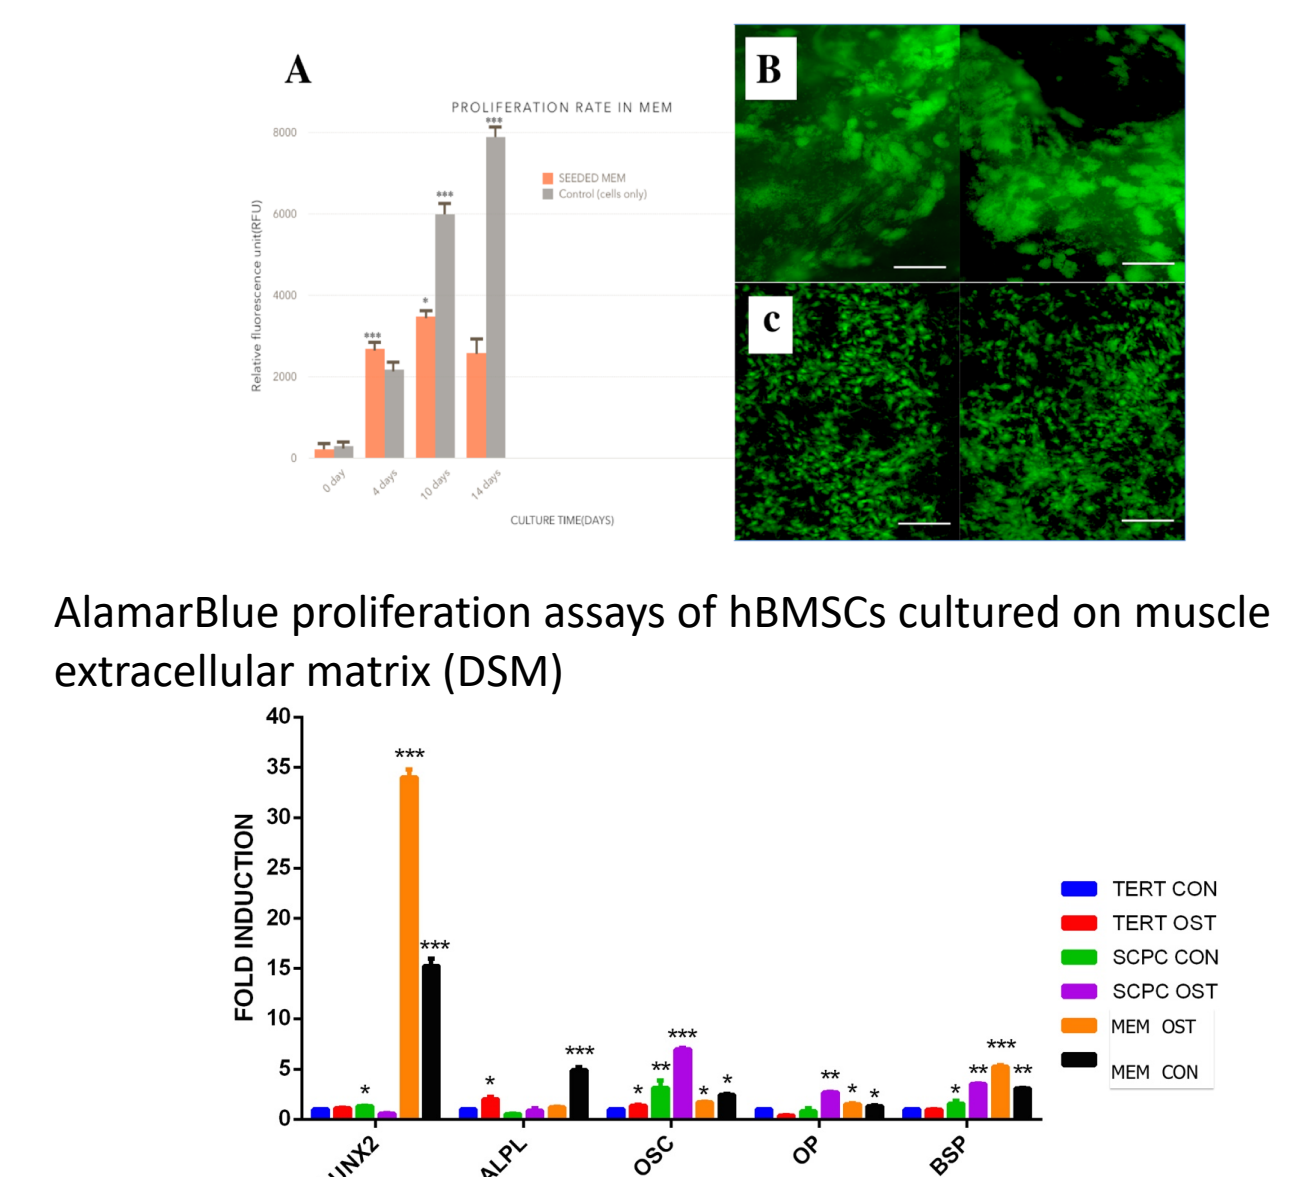 A
PROLIFERATION RATE IN MEM
8000
6000
4000
2000
0
Relative fluorescence unit(RFU)
***
*
***
***
SEEDED MEM
Control (cells only)
0 day
4 days
10 days
14 days
CULTURE TIME(DAYS)
B
c
AlamarBlue proliferation assays of hBMSCs cultured on muscle
extracellular matrix (DSM)
40
35
30
25
20
15
10
5
0
FOLD INDUCTION
*
***
***
*
***
*
**
***
*
*
**
*
*
*
**
***
**
UNX2
ALPL
OSC
OP
BSP
TERT CON
TERT OST
SCPC CON
SCPC OST
MEM OST
MEM CON